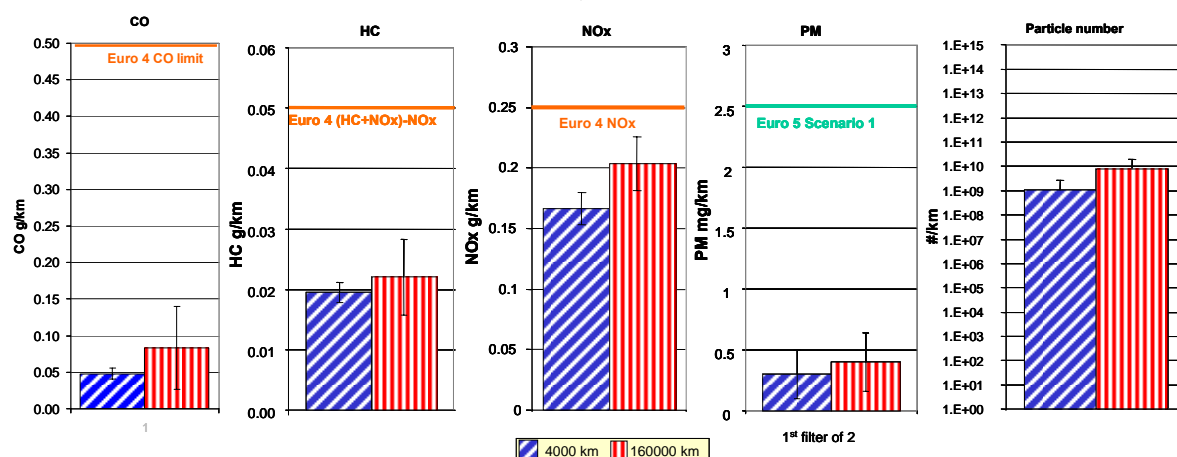 CO
CO g/km
0.50
0.45
0.40
0.35
0.30
0.25
0.20
0.15
0.10
0.05
0.00
Euro 4 CO limit
1
HC
HC g/km
0.06
0.05
0.04
0.03
0.02
0.01
0.00
Euro 4 (HC+NOx)-NOx
NOx
NOx g/km
0.3
0.25
0.2
0.15
0.1
0.05
0
Euro 4 NOx
PM
PM mg/km
3
2.5
2
1.5
1
0.5
0
Euro 5 Scenario 1
1st filter of 2
Particle number
#/km
1.E+15
1.E+14
1.E+13
1.E+12
1.E+11
1.E+10
1.E+09
1.E+08
1.E+07
1.E+06
1.E+05
1.E+04
1.E+03
1.E+02
1.E+01
1.E+00
4000 km
160000 km